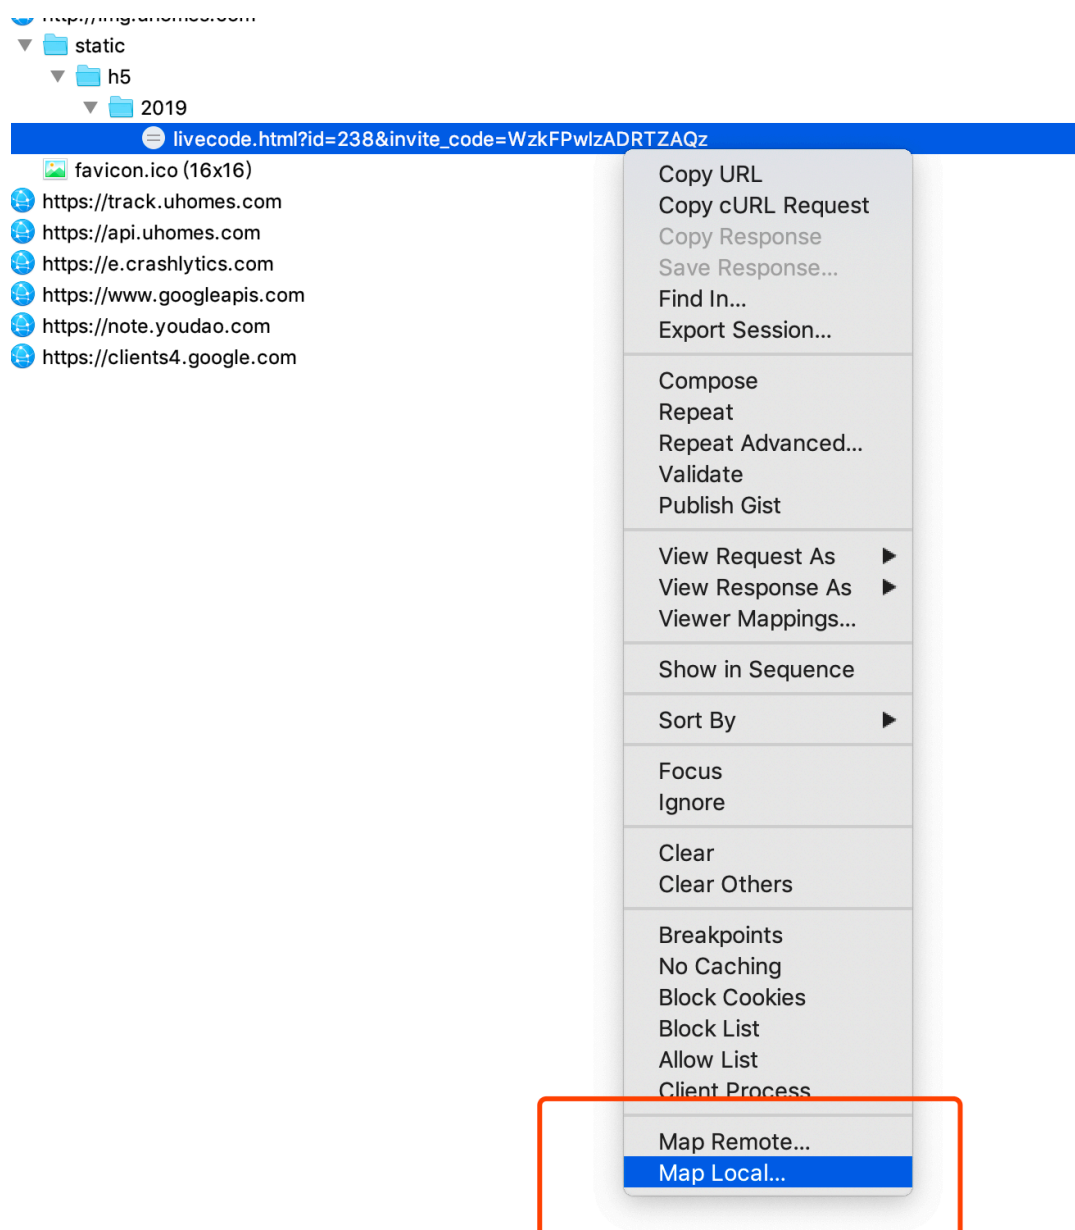 http://img.uhomes.com
static
h5
2019
livecode.html?id=238&invite_code=WzkFPwIzADRTZAQz
favicon.ico (16x16)
https://track.uhomes.com
https://api.uhomes.com
https://e.crashlytics.com
https://www.googleapis.com
https://note.youdao.com
https://clients4.google.com
Copy URL
Copy cURL Request
Copy Response
Save Response...
Find In...
Export Session...
Compose
Repeat
Repeat Advanced...
Validate
Publish Gist
View Request As
View Response As
Viewer Mappings...
Show in Sequence
Sort By
Focus
Ignore
Clear
Clear Others
Breakpoints
No Caching
Block Cookies
Block List
Allow List
Client Process
Map Remote...
Map Local...